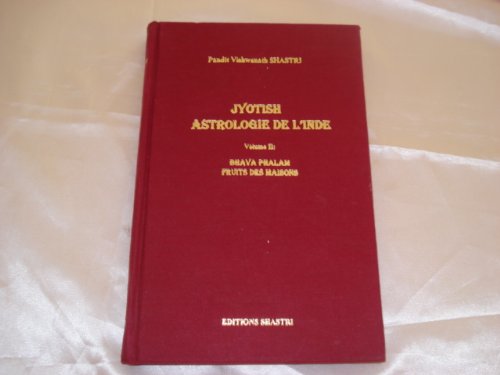 Pandit Vishwanath SHASTRI
JYOTISH
ASTROLOGIE DE L'INDE
Volume II:
BHAVA PHALAM
FRUITS DES MAISONS
EDITIONS SHASTRI